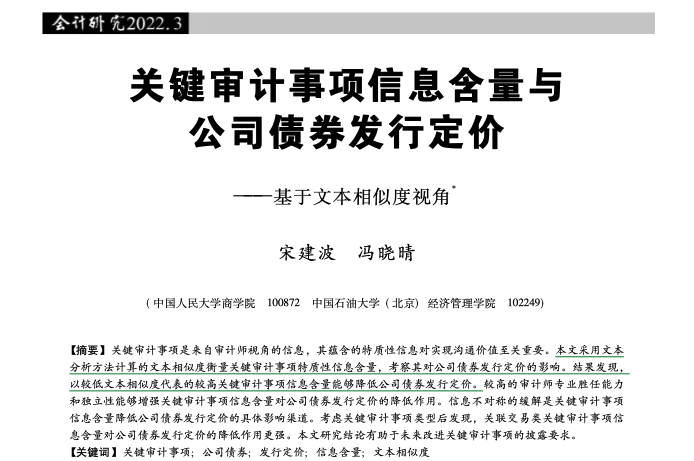 会计研究2022.3
关键审计事项信息含量与
公司债券发行定价
——基于文本相似度视角*
宋建波 冯晓晴
(中国人民大学商学院 100872 中国石油大学(北京) 经济管理学院 102249)
【摘要】关键审计事项是来自审计师视角的信息，其蕴含的特质性信息对实现沟通价值至关重要。本文采用文本
分析方法计算的文本相似度衡量关键审计事项特质性信息含量，考察其对公司债券发行定价的影响。结果发现，
以较低文本相似度代表的较高关键审计事项信息含量能够降低公司债券发行定价。较高的审计师专业胜任能力
和独立性能够增强关键审计事项信息含量对公司债券发行定价的降低作用。信息不对称的缓解是关键审计事项
信息含量降低公司债券发行定价的具体影响渠道。考虑关键审计事项类型后发现，关联交易类关键审计事项信
息含量对公司债券发行定价的降低作用更强。本文研究结论有助于未来改进关键审计事项的披露要求。
【关键词】关键审计事项；公司债券；发行定价；信息含量；文本相似度